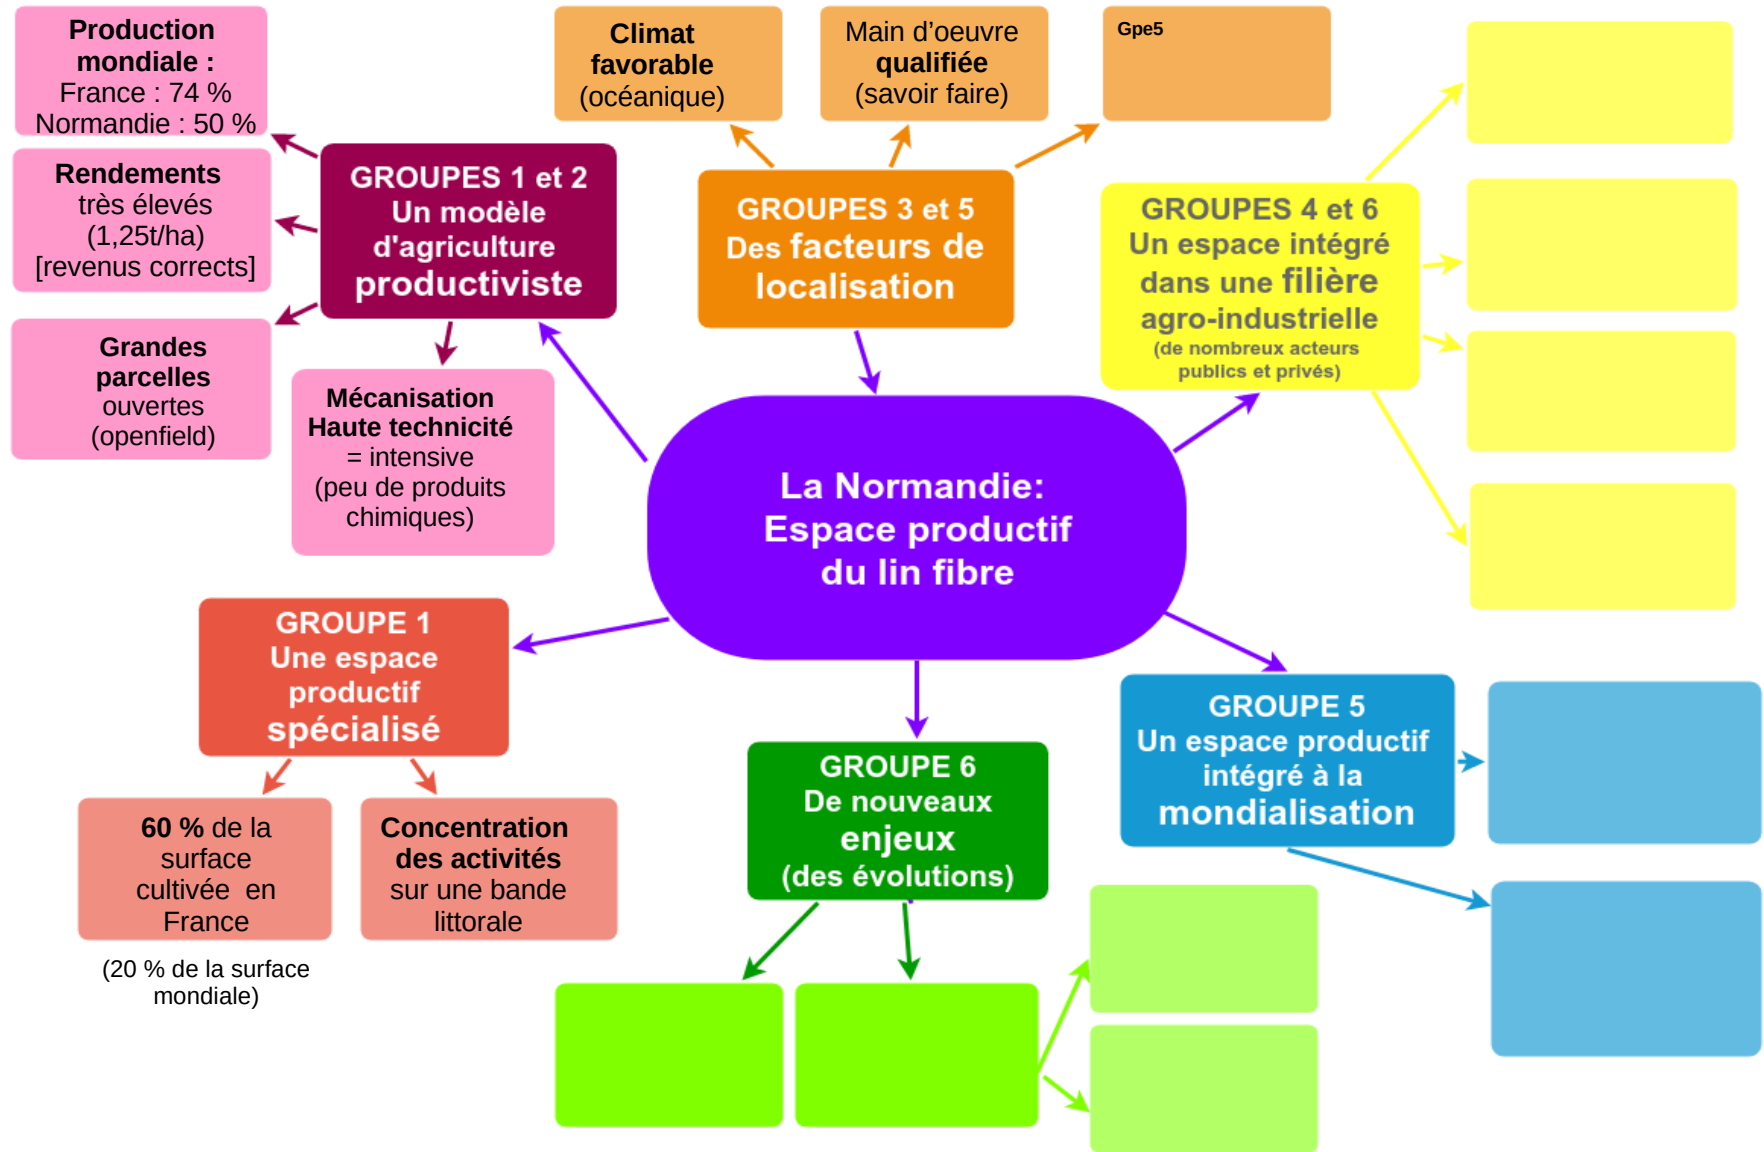 Production
mondiale :
France : 74 %
Normandie : 50 %
Rendements
très élevés
(1,25t/ha)
[revenus corrects]
Grandes
parcelles
ouvertes
(openfield)
GROUPES 1 et 2
Un modèle
d'agriculture
productiviste
Mécanisation
Haute technicité
= intensive
(peu de produits
chimiques)
Climat
favorable
(océanique)
Main d’oeuvre
qualifiée
(savoir faire)
Gpe5
GROUPES 3 et 5
Des facteurs de
localisation
GROUPES 4 et 6
Un espace intégré
dans une filière
agro-industrielle
(de nombreux acteurs
publics et privés)
La Normandie:
Espace productif
du lin fibre
GROUPE 1
Une espace
productif
spécialisé
60 % de la
surface
cultivée en
France
(20 % de la surface
mondiale)
Concentration
des activités
sur une bande
littorale
GROUPE 6
De nouveaux
enjeux
(des évolutions)
GROUPE 5
Un espace productif
intégré à la
mondialisation